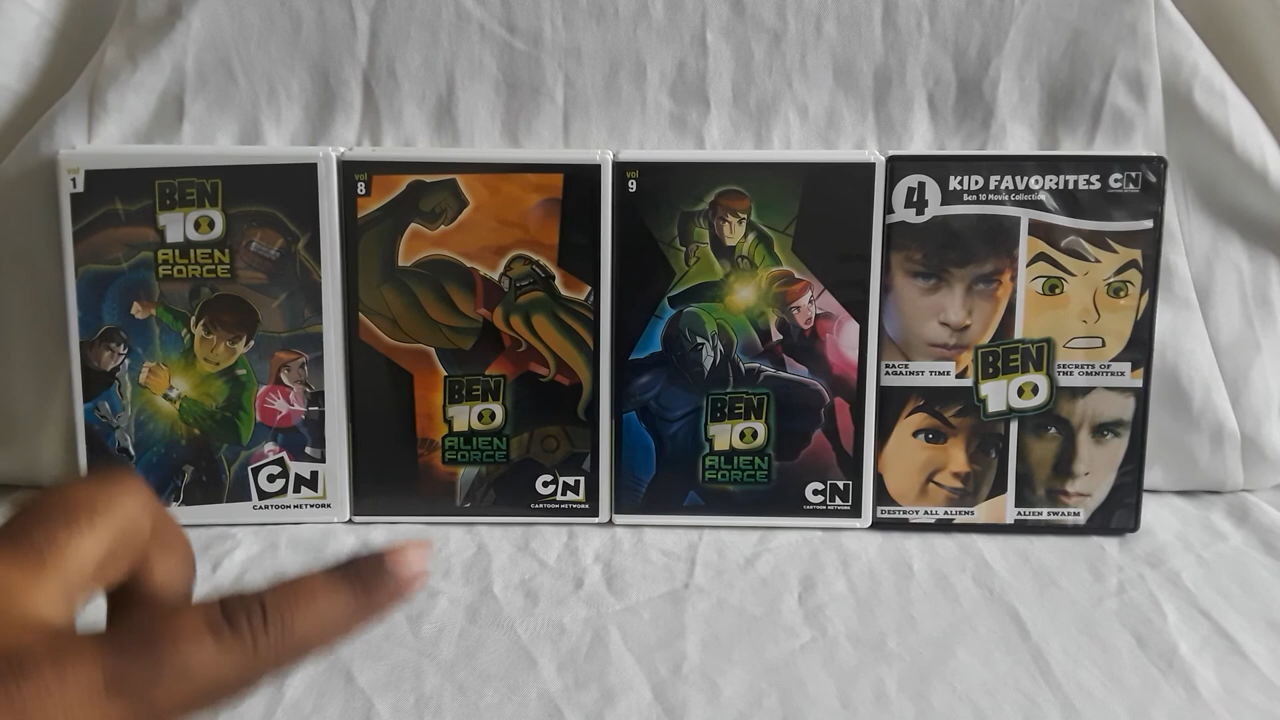 vol
1
BEN
10
ALIEN
FORCE
CN
CARTOON NETWORK
vol
8
BEN
10
ALIEN
FORCE
CN
CARTOON NETWORK
vol
9
BEN
10
ALIEN
FORCE
CN
CARTOON NETWORK
4 KID FAVORITES CN
Ben 10 Movie Collection
RACE
AGAINST TIME
SECRETS OF
THE OMNITRIX
BEN
10
DESTROY ALL ALIENS
ALIEN SWARM